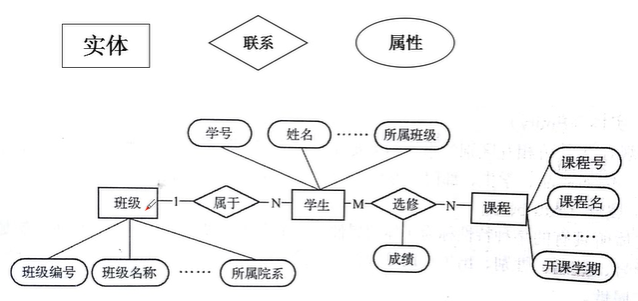 实体
联系
属性
学号
姓名
……
所属班级
课程号
课程名
……
开课学期
班级
1
属于
N
学生
M
选修
N
课程
成绩
班级编号
班级名称
……
所属院系